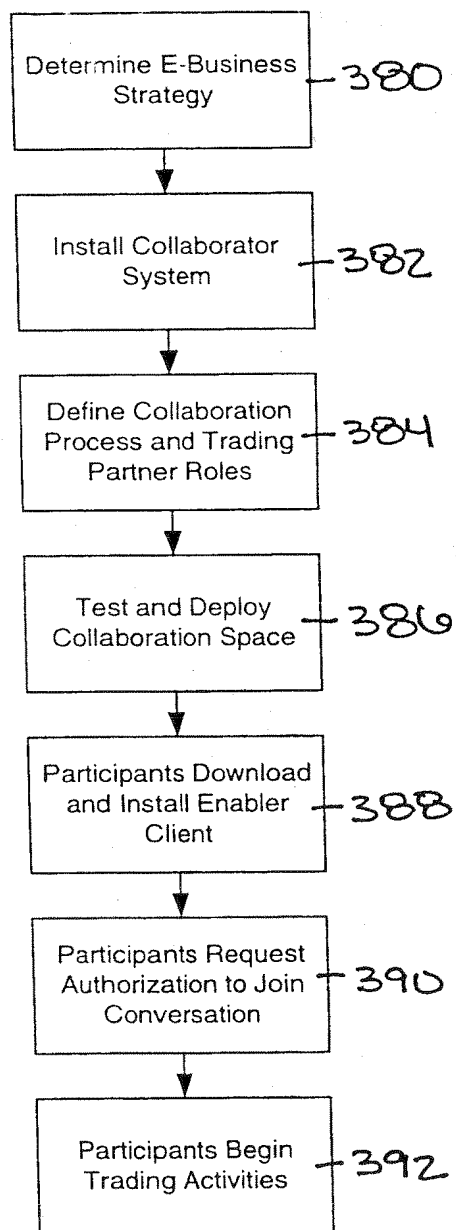 Determine E-Business
Strategy
380
Install Collaborator
System
382
Define Collaboration
Process and Trading
Partner Roles
384
Test and Deploy
Collaboration Space
386
Participants Download
and Install Enabler
Client
388
Participants Request
Authorization to Join
Conversation
390
Participants Begin
Trading Activities
392